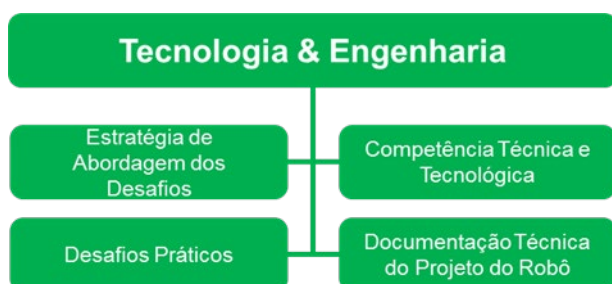 Tecnologia & Engenharia
Estratégia de
Abordagem dos
Desafios
Competência Técnica e
Tecnológica
Desafios Práticos
Documentação Técnica
do Projeto do Robô